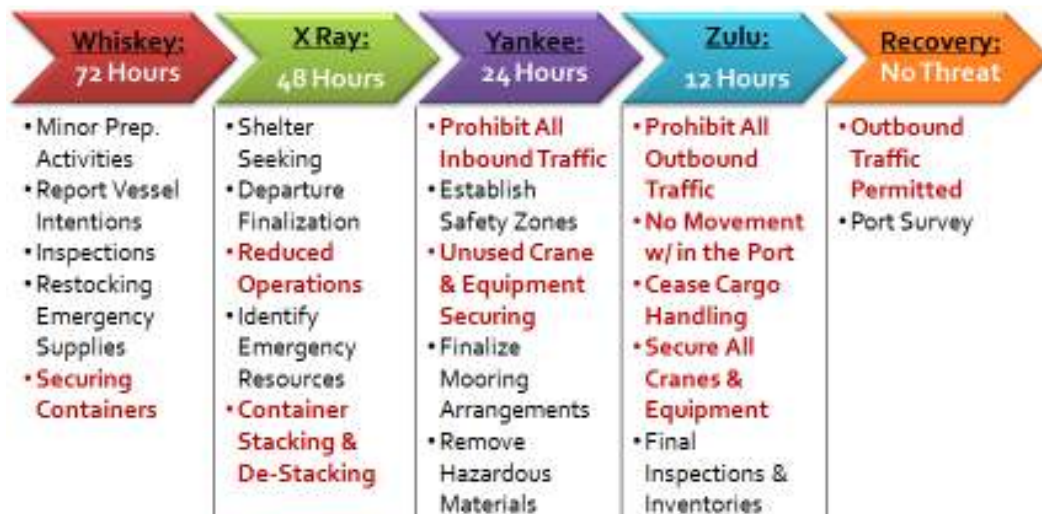 Whiskey:
72 Hours
• Minor Prep.
Activities
• Report Vessel
Intentions
• Inspections
• Restocking
Emergency
Supplies
• Securing
Containers
X Ray:
48 Hours
• Shelter
Seeking
• Departure
Finalization
• Reduced
Operations
• Identify
Emergency
Resources
• Container
Stacking &
De-Stacking
Yankee:
24 Hours
• Prohibit All
Inbound Traffic
• Establish
Safety Zones
• Unused Crane
& Equipment
Securing
• Finalize
Mooring
Arrangements
• Remove
Hazardous
Materials
Zulu:
12 Hours
• Prohibit All
Outbound
Traffic
• No Movement
w/ in the Port
• Cease Cargo
Handling
• Secure All
Cranes &
Equipment
• Final
Inspections &
Inventories
Recovery:
No Threat
• Outbound
Traffic
Permitted
• Port Survey